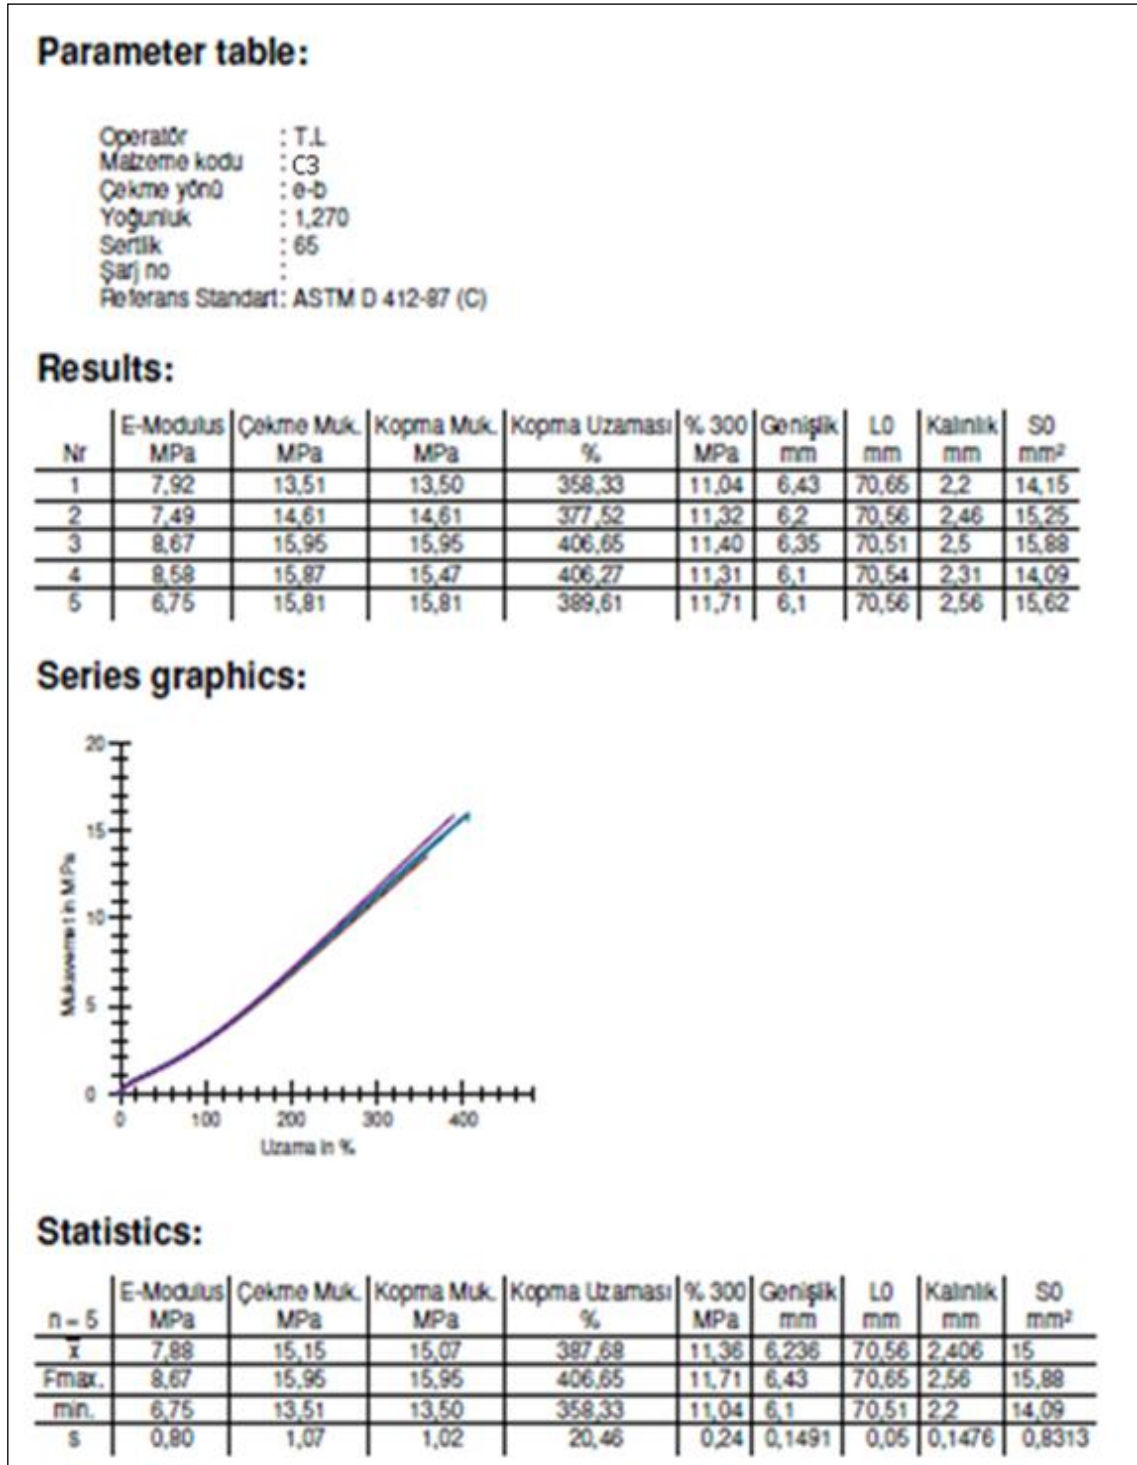 Parameter table:
Operatör : T.L
Malzeme kodu : C3
Çekme yönü : e-b
Yoğunluk : 1,270
Sertlik : 65
Şarj no :
Referans Standart: ASTM D 412-87 (C)
Results:
E-Modulus Çekme Muk. Kopma Muk. Kopma Uzaması % 300 Genişlik L0 Kalınlık S0
Nr MPa MPa MPa % MPa mm mm mm mm²
1 7,92 13,51 13,50 358,33 11,04 6,43 70,65 2,2 14,15
2 7,49 14,61 14,61 377,52 11,32 6,2 70,56 2,46 15,25
3 8,67 15,95 15,95 406,65 11,40 6,35 70,51 2,5 15,88
4 8,58 15,87 15,47 406,27 11,31 6,1 70,54 2,31 14,09
5 6,75 15,81 15,81 389,61 11,71 6,1 70,56 2,56 15,62
Series graphics:
20
15
10
5
0
Mukavemet in MPa
0 100 200 300 400
Uzama in %
Statistics:
E-Modulus Çekme Muk. Kopma Muk. Kopma Uzaması % 300 Genişlik L0 Kalınlık S0
n = 5 MPa MPa MPa % MPa mm mm mm mm²
x̅ 7,88 15,15 15,07 387,68 11,36 6,236 70,56 2,406 15
Fmax. 8,67 15,95 15,95 406,65 11,71 6,43 70,65 2,56 15,88
min. 6,75 13,51 13,50 358,33 11,04 6,1 70,51 2,2 14,09
s 0,80 1,07 1,02 20,46 0,24 0,1491 0,05 0,1476 0,8313